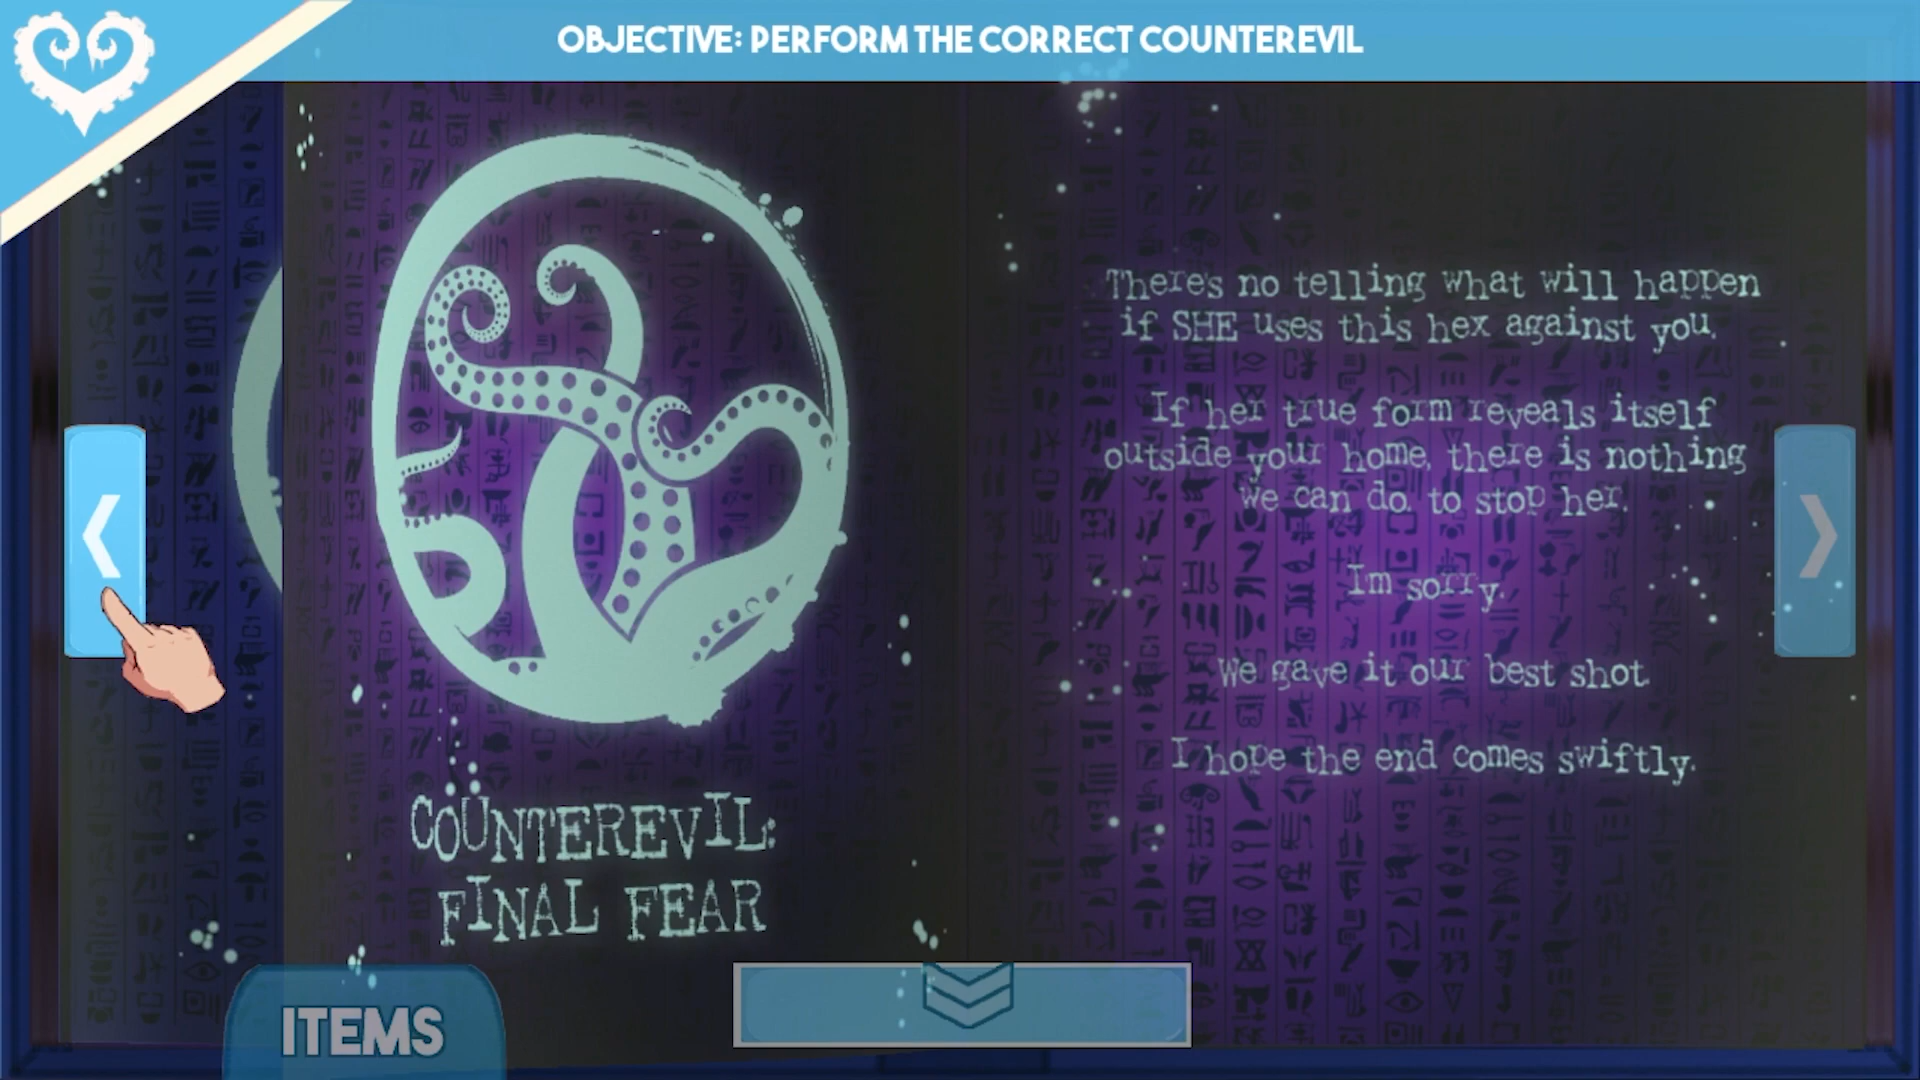 OBJECTIVE: PERFORM THE CORRECT COUNTEREVIL
COUNTEREVIL:
FINAL FEAR
There's no telling what will happen
if SHE uses this hex against you.
If her true form reveals itself
outside your home, there is nothing
we can do. to stop her.
Im sorry.
We gave it our best shot.
I hope the end comes swiftly.
ITEMS